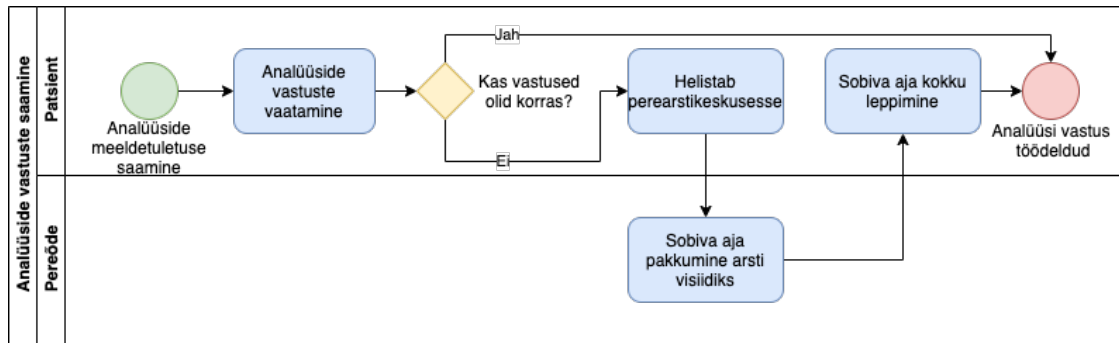 Analüüside vastuste saamine
Patsient
Analüüside
meeldetuletuse
saamine
Analüüside
vastuste
vaatamine
Kas vastused
olid korras?
Jah
Ei
Helistab
perearstikeskusesse
Sobiva aja kokku
leppimine
Analüüsi vastus
töödeldud
Pereõde
Sobiva aja
pakkumine arsti
visiidiks